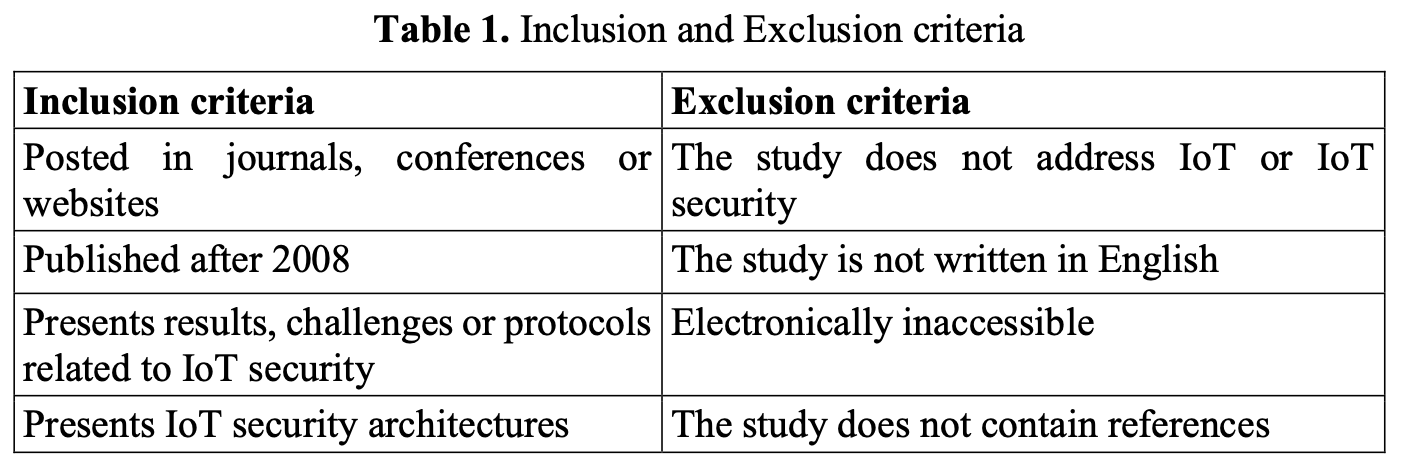 Table 1. Inclusion and Exclusion criteria
Inclusion criteria
Exclusion criteria
Posted in journals, conferences or
websites
The study does not address IoT or IoT
security
Published after 2008
The study is not written in English
Presents results, challenges or protocols
related to IoT security
Electronically inaccessible
Presents IoT security architectures
The study does not contain references